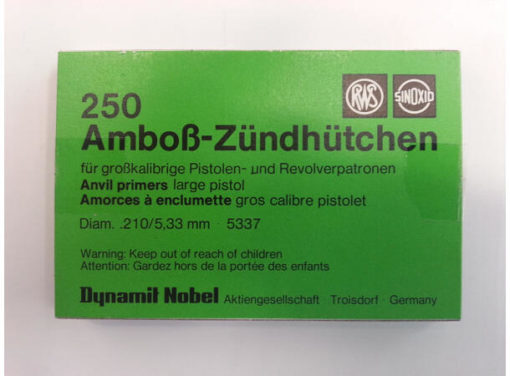 RWS SINOXID
250
Amboß-Zündhütchen
für großkalibrige Pistolen- und Revolverpatronen
Anvil primers large pistol
Amorces à enclumette gros calibre pistolet
Diam. .210/5,33 mm · 5337
Warning: Keep out of reach of children
Attention: Gardez hors de la portée des enfants
Dynamit Nobel Aktiengesellschaft · Troisdorf · Germany